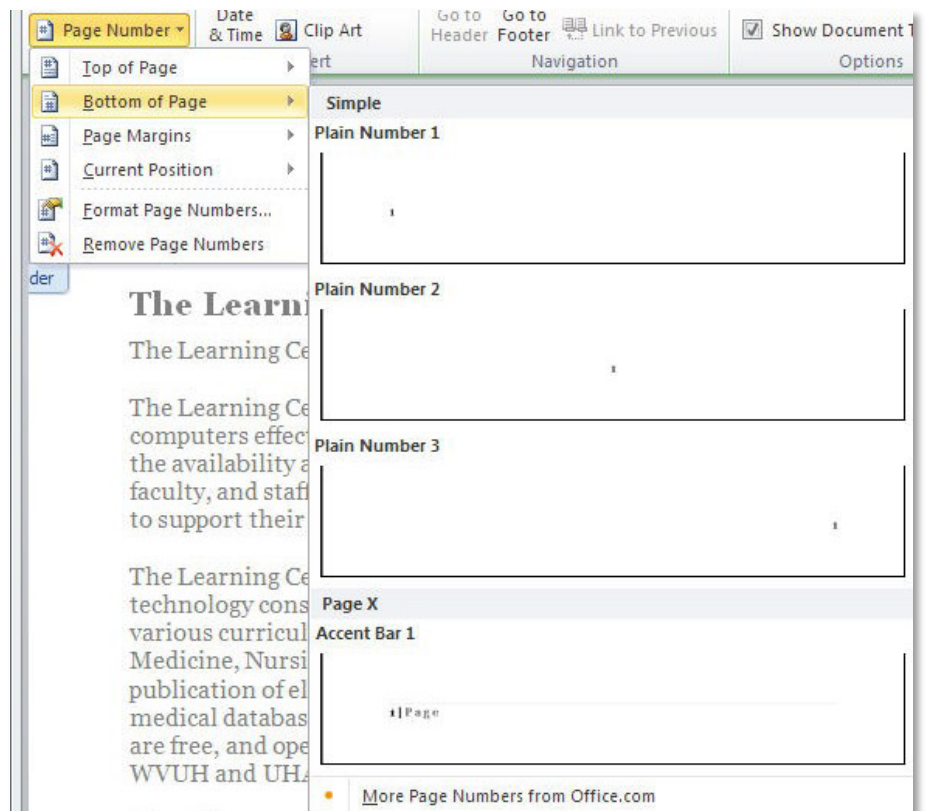 Page Number
Date
& Time
Clip Art
Go to
Header
Go to
Footer
Link to Previous
Show Document
Navigation
Options
Top of Page
Bottom of Page
Page Margins
Current Position
Format Page Numbers...
Remove Page Numbers
Simple
Plain Number 1
1
Plain Number 2
1
Plain Number 3
1
Page X
Accent Bar 1
1|Page
More Page Numbers from Office.com
The Learni
The Learning Ce
The Learning Ce
computers effec
the availability a
faculty, and staff
to support their
The Learning Ce
technology cons
various curricul
Medicine, Nursi
publication of el
medical databas
are free, and ope
WVUH and UHA